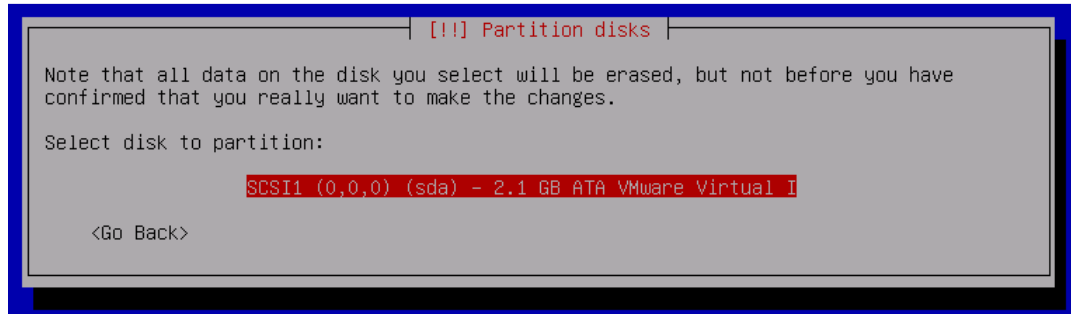 [!!] Partition disks
Note that all data on the disk you select will be erased, but not before you have
confirmed that you really want to make the changes.
Select disk to partition:
SCSI1 (0,0,0) (sda) - 2.1 GB ATA VMware Virtual I
<Go Back>